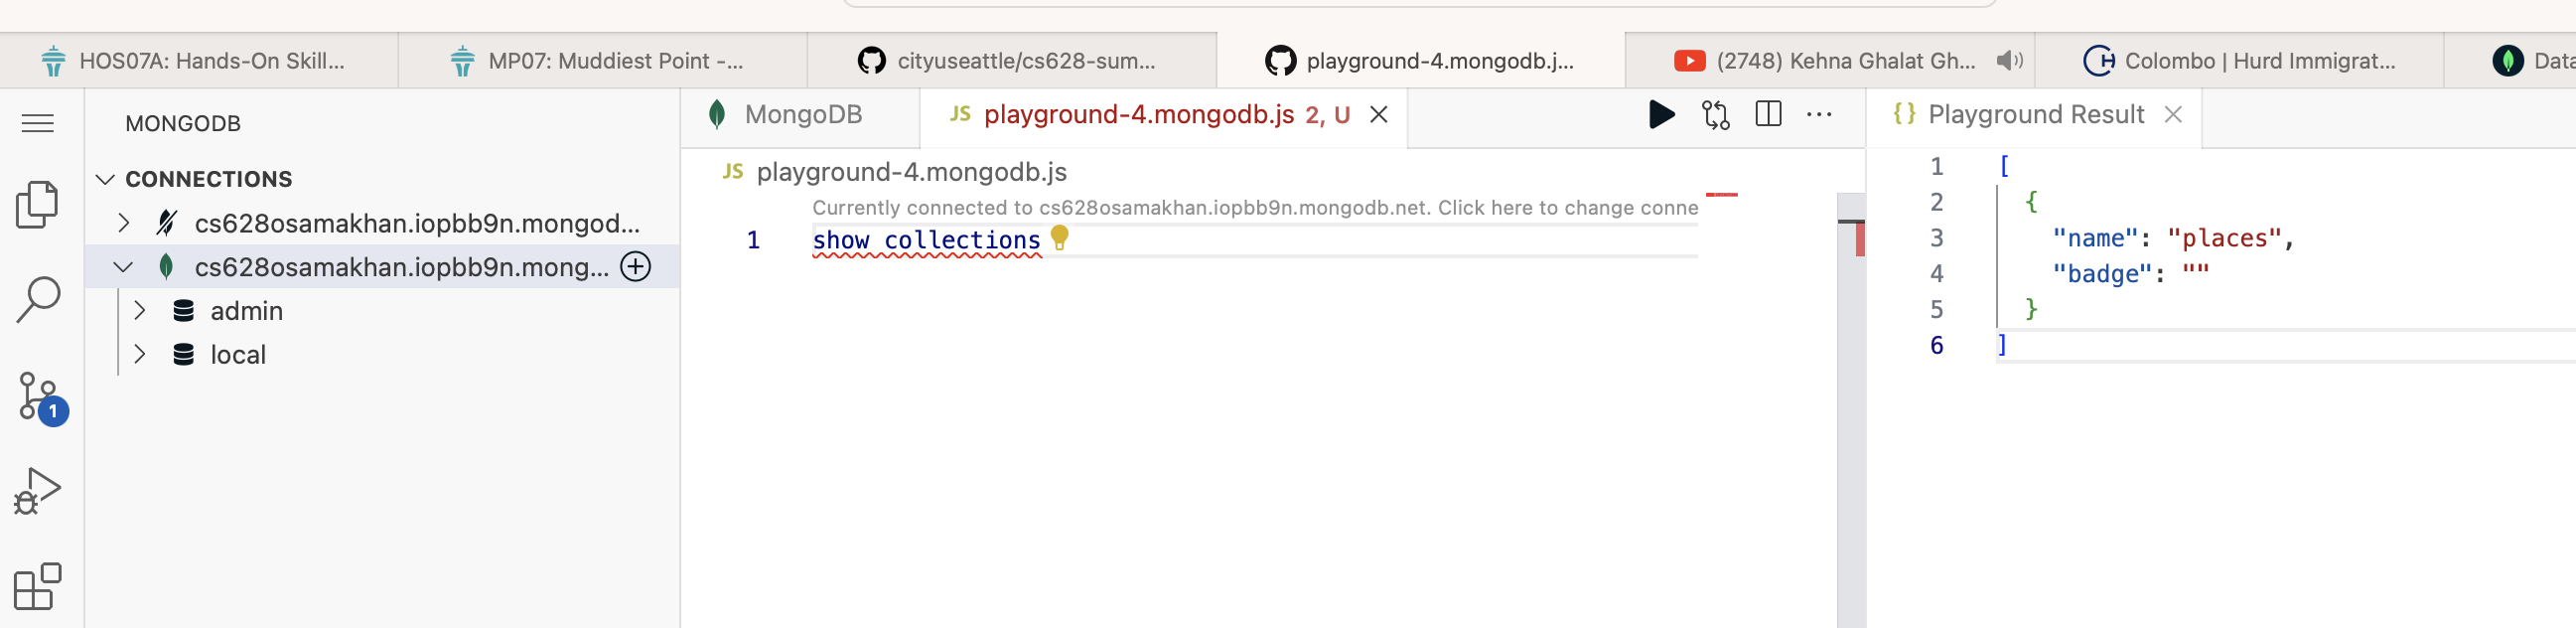 HOS07A: Hands-On Skill...
MP07: Muddiest Point -...
cityuseattle/cs628-sum...
playground-4.mongodb.j...
(2748) Kehna Ghalat Gh...
Colombo | Hurd Immigrat...
Data
MONGODB
CONNECTIONS
cs628osamakhan.iopbb9n.mongod...
cs628osamakhan.iopbb9n.mong...
admin
local
1
MongoDB
JS playground-4.mongodb.js 2, U
JS playground-4.mongodb.js
Currently connected to cs628osamakhan.iopbb9n.mongodb.net. Click here to change conne
1 show collections
{} Playground Result
1 [
2 {
3 "name": "places",
4 "badge": ""
5 }
6 ]